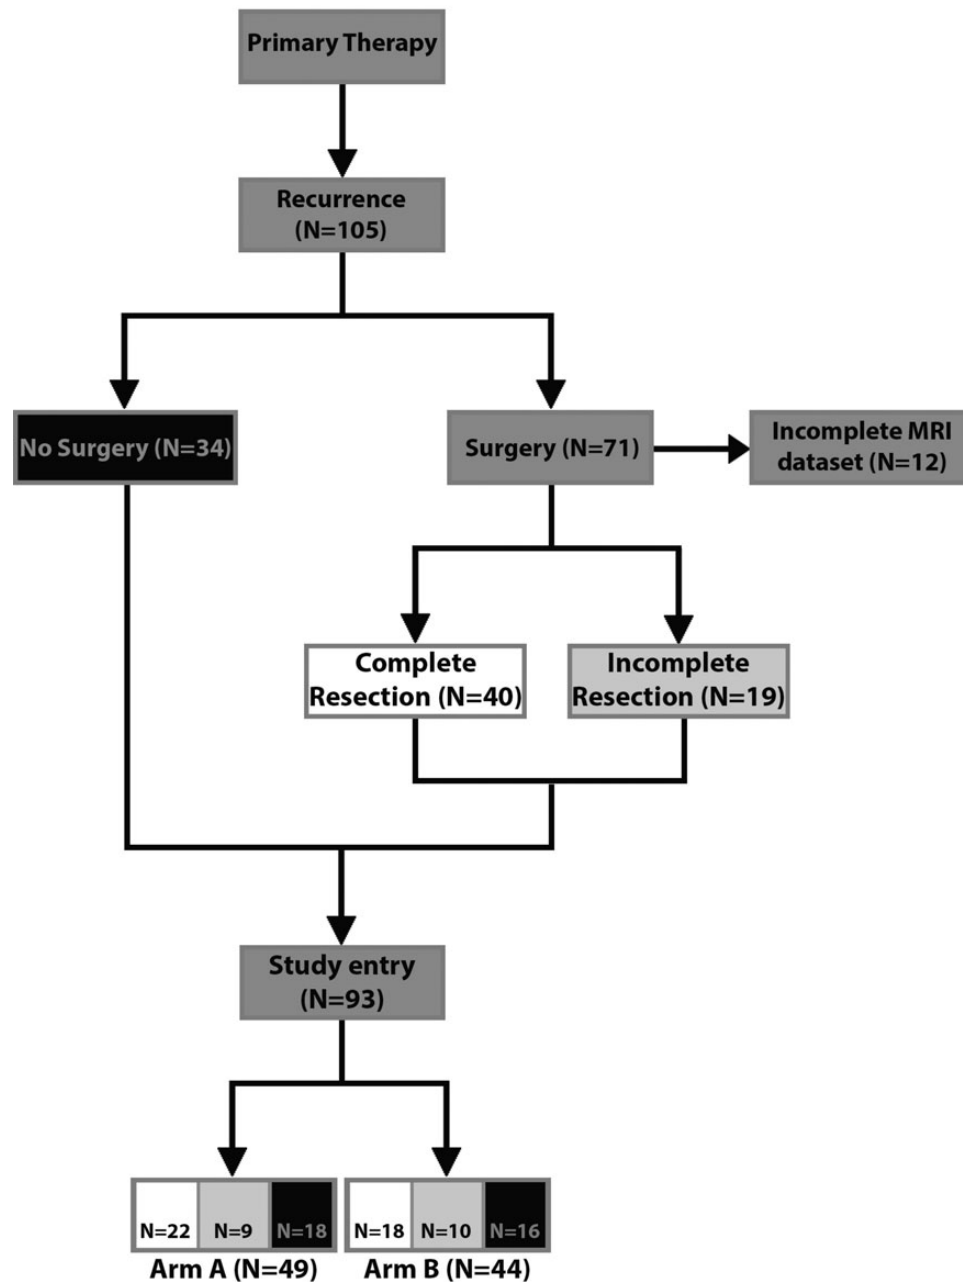 Primary Therapy
Recurrence
(N=105)
No Surgery (N=34)
Surgery (N=71)
Incomplete MRI
dataset (N=12)
Complete
Resection (N=40)
Incomplete
Resection (N=19)
Study entry
(N=93)
N=22 N=9 N=18
N=18 N=10 N=16
Arm A (N=49)
Arm B (N=44)